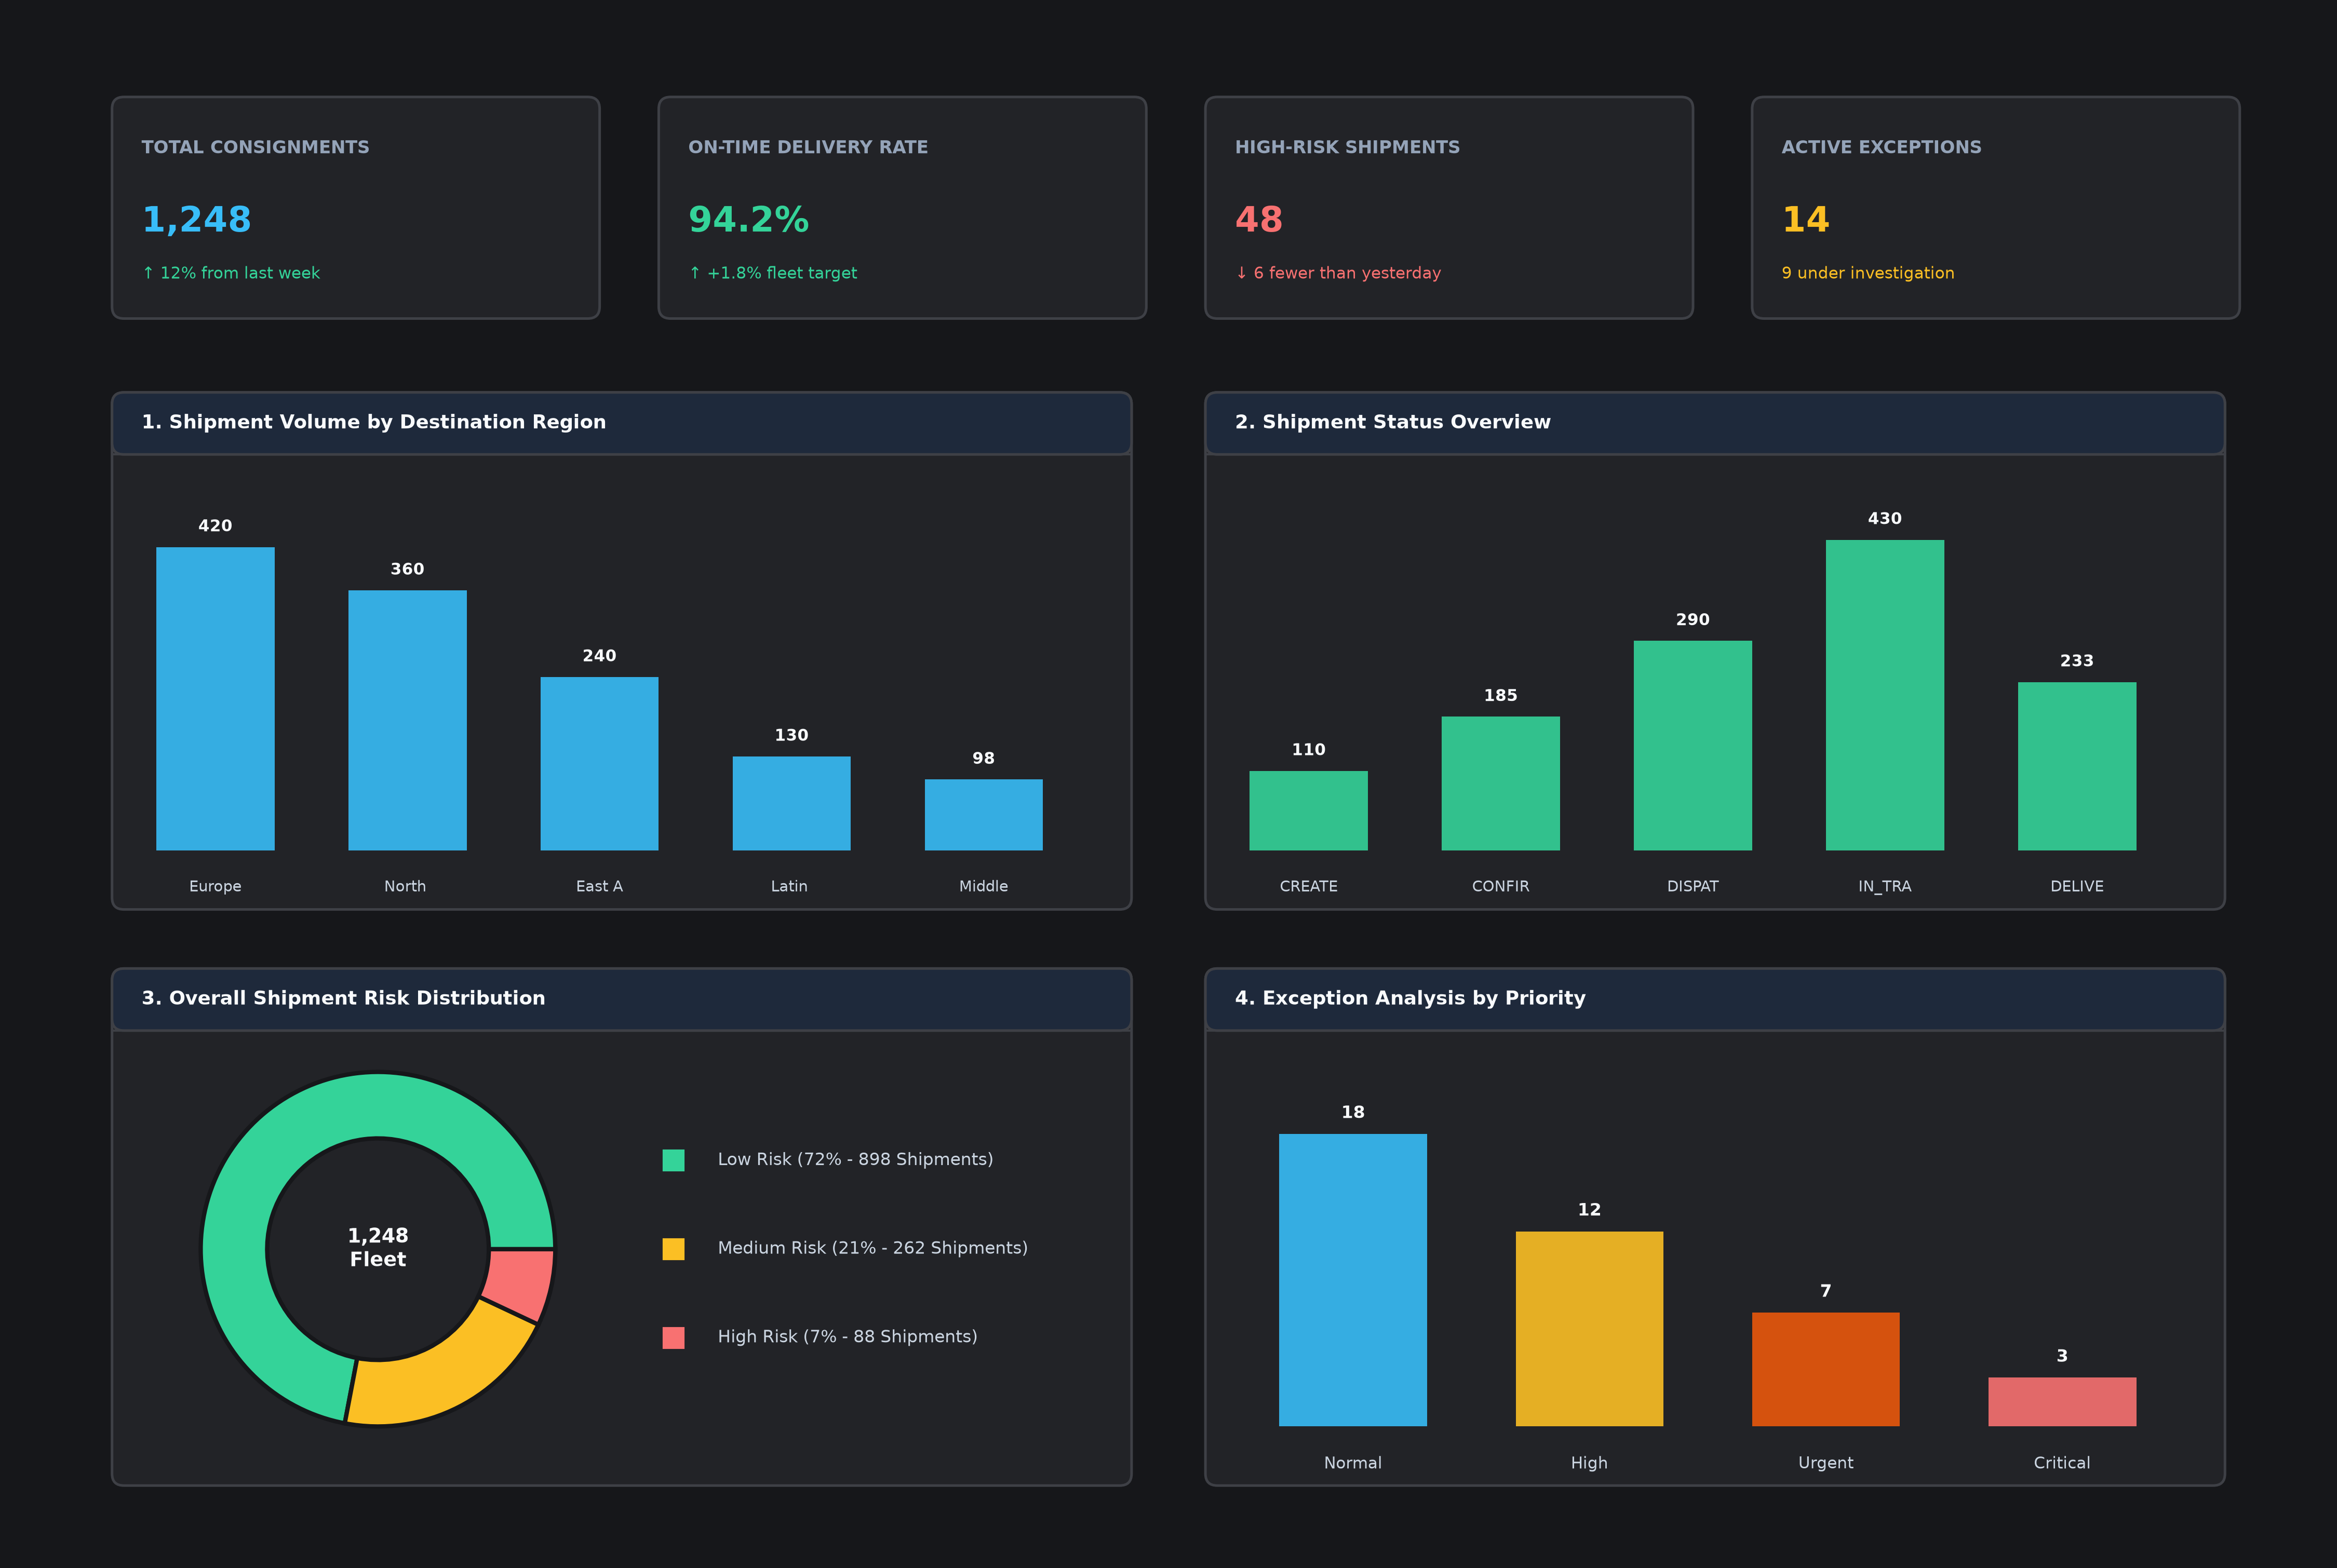 TOTAL CONSIGNMENTS
1,248
↑ 12% from last week
ON-TIME DELIVERY RATE
94.2%
↑ +1.8% fleet target
HIGH-RISK SHIPMENTS
48
↓ 6 fewer than yesterday
ACTIVE EXCEPTIONS
14
9 under investigation
1. Shipment Volume by Destination Region
420
360
240
130
98
Europe
North
East A
Latin
Middle
2. Shipment Status Overview
110
185
290
430
233
CREATE
CONFIR
DISPAT
IN_TRA
DELIVE
3. Overall Shipment Risk Distribution
1,248
Fleet
Low Risk (72% - 898 Shipments)
Medium Risk (21% - 262 Shipments)
High Risk (7% - 88 Shipments)
4. Exception Analysis by Priority
18
12
7
3
Normal
High
Urgent
Critical